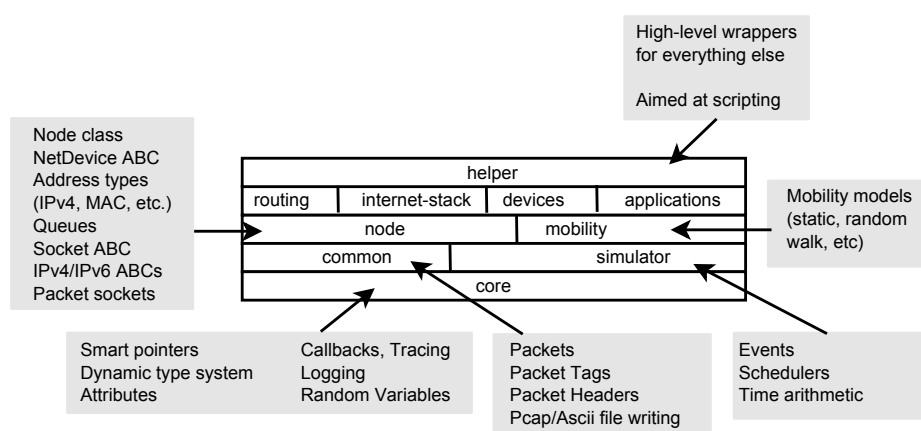 High-level wrappers
for everything else
Aimed at scripting
Node class
NetDevice ABC
Address types
(IPv4, MAC, etc.)
Queues
Socket ABC
IPv4/IPv6 ABCs
Packet sockets
helper
routing
internet-stack
devices
applications
node
mobility
common
simulator
core
Mobility models
(static, random
walk, etc)
Smart pointers
Dynamic type system
Attributes
Callbacks, Tracing
Logging
Random Variables
Packets
Packet Tags
Packet Headers
Pcap/Ascii file writing
Events
Schedulers
Time arithmetic